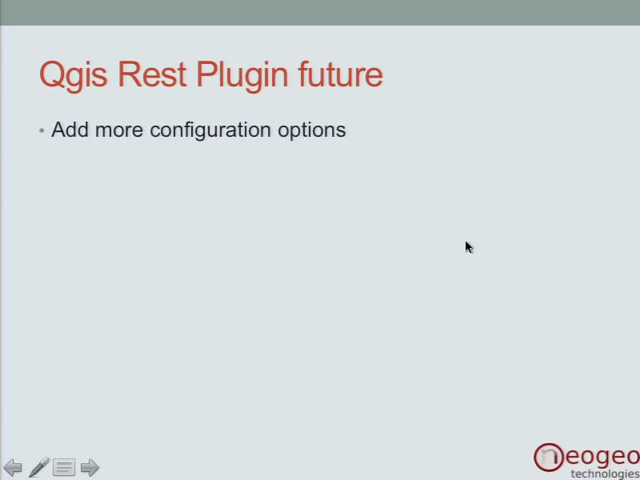 Qgis Rest Plugin future
• Add more configuration options
neogeo
technologies